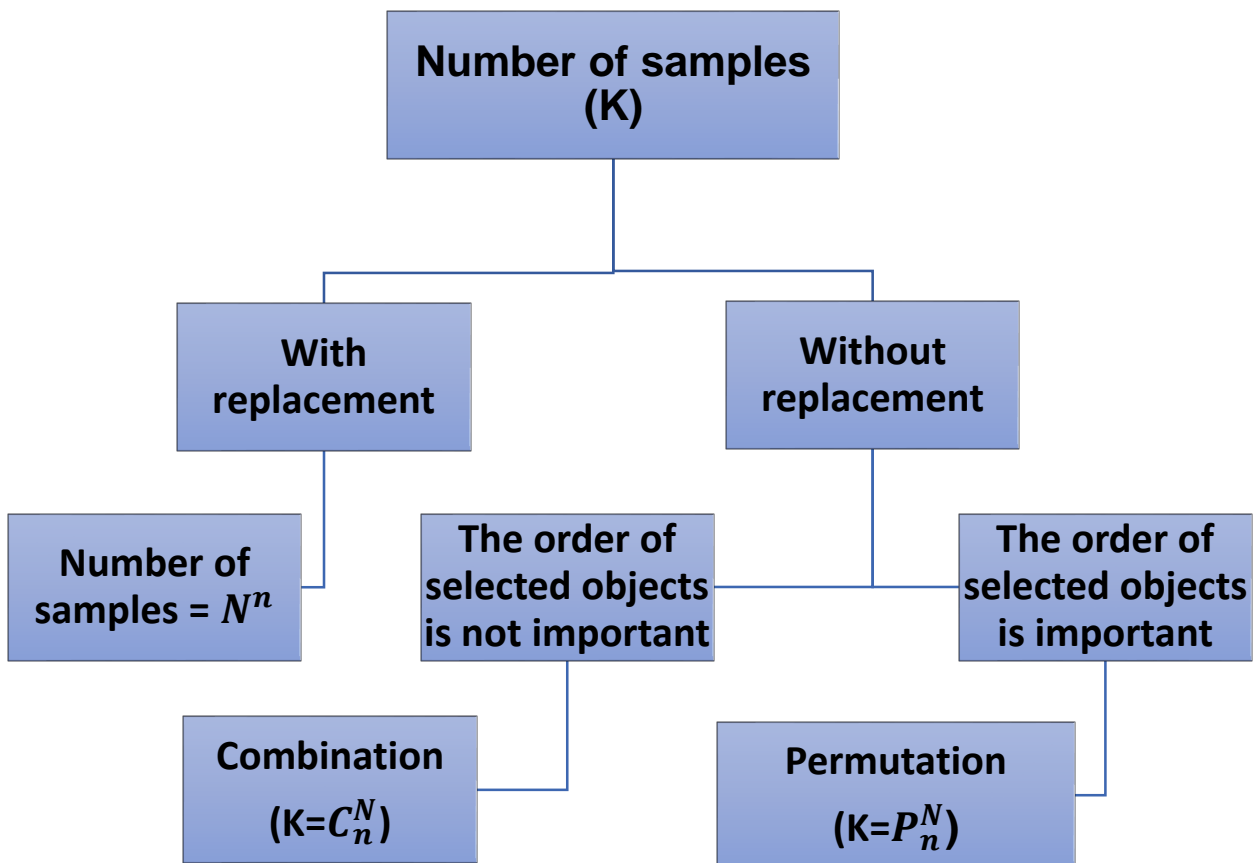 Number of samples
(K)
With
replacement
Without
replacement
Number of
samples = Nⁿ
The order of
selected objects
is not important
The order of
selected objects
is important
Combination
(K=C_n^N)
Permutation
(K=P_n^N)